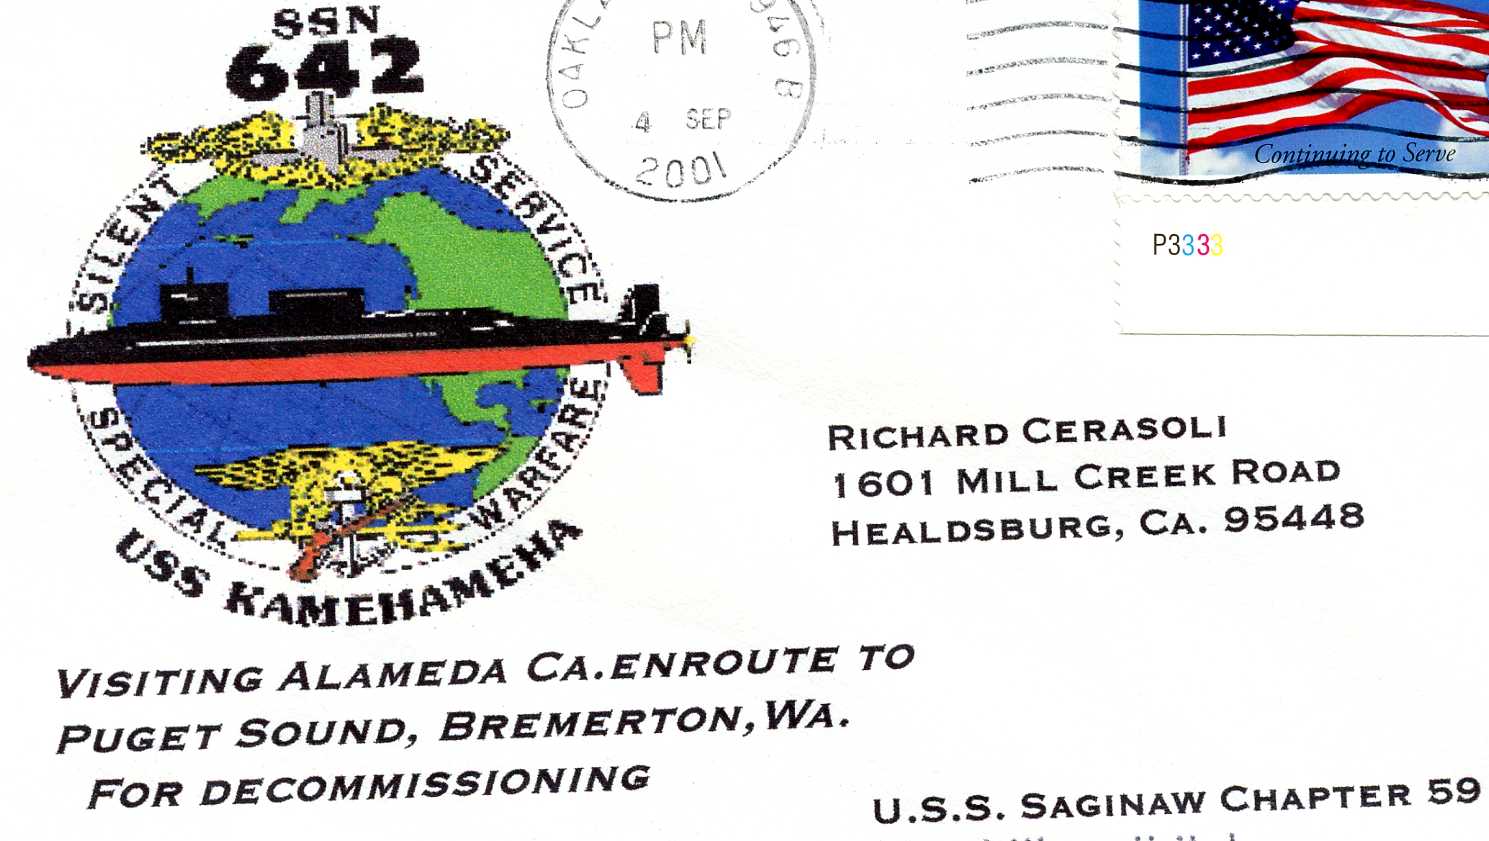 SSN
642
SILENT SERVICE
SPECIAL WARFARE
USS KAMEHAMEHA
PM
4 SEP
2001
946 B
Continuing to Serve
P3333
RICHARD CERASOLI
1601 MILL CREEK ROAD
HEALDSBURG, CA. 95448
VISITING ALAMEDA CA.ENROUTE TO
PUGET SOUND, BREMERTON,WA.
FOR DECOMMISSIONING
U.S.S. SAGINAW CHAPTER 59